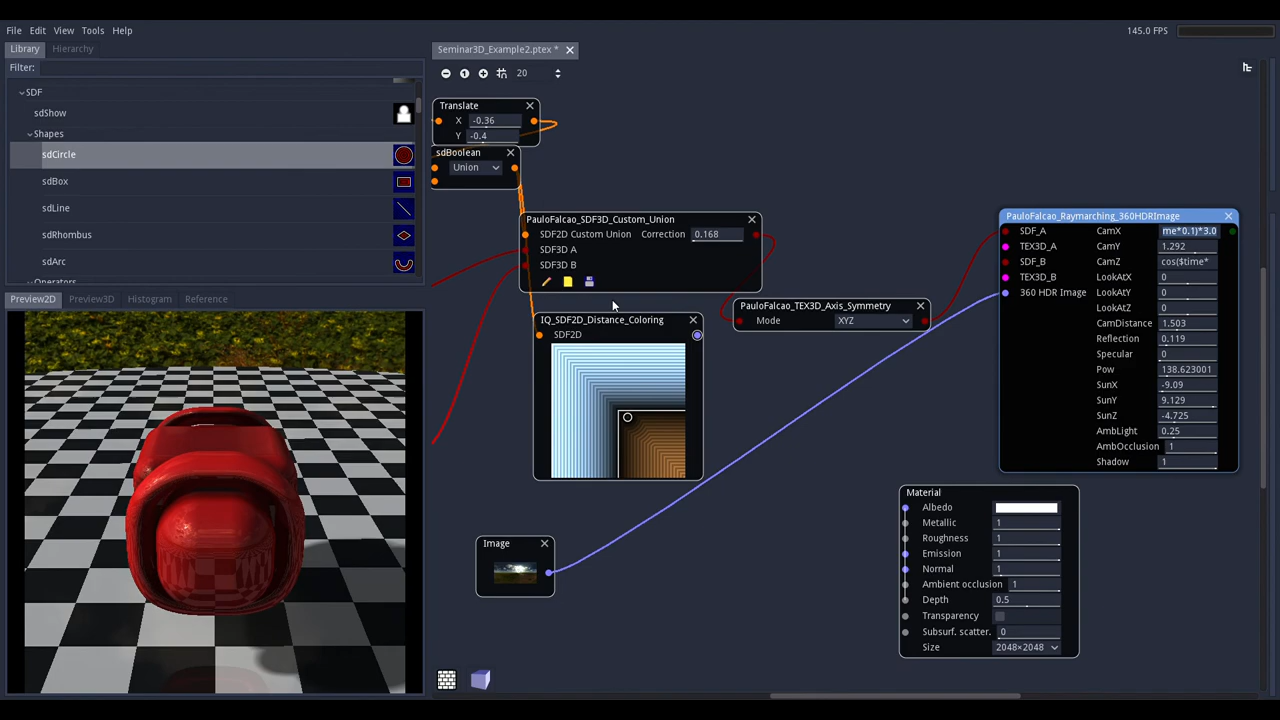 File Edit View Tools Help
145.0 FPS
Library Hierarchy
Seminar3D_Example2.ptex *
Filter:
20
SDF
sdShow
Shapes
sdCircle
sdBox
sdLine
sdRhombus
sdArc
Operators
Translate
X -0.36
Y -0.4
sdBoolean
Union
PauloFalcao_SDF3D_Custom_Union
SDF2D Custom Union Correction 0.168
SDF3D A
SDF3D B
PauloFalcao_TEX3D_Axis_Symmetry
Mode XYZ
IQ_SDF2D_Distance_Coloring
SDF2D
PauloFalcao_Raymarching_360HDRImage
SDF_A CamX me*0.1)*3.0
TEX3D_A CamY 1.292
SDF_B CamZ cos($time*
TEX3D_B LookAtX 0
360 HDR Image LookAtY 0
LookAtZ 0
CamDistance 1.503
Reflection 0.119
Specular 0
Pow 138.623001
SunX -9.09
SunY 9.129
SunZ -4.725
AmbLight 0.25
AmbOcclusion 1
Shadow 1
Preview2D Preview3D Histogram Reference
Image
Material
Albedo
Metallic 1
Roughness 1
Emission 1
Normal 1
Ambient occlusion 1
Depth 0.5
Transparency
Subsurf. scatter. 0
Size 2048×2048